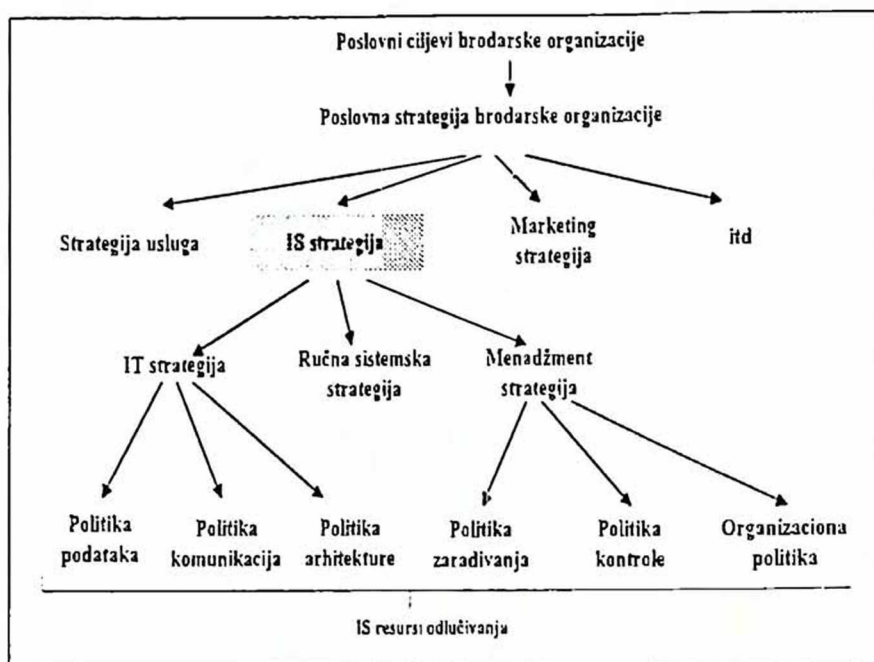 Poslovni ciljevi brodarske organizacije
Poslovna strategija brodarske organizacije
Strategija usluga
IS strategija
Marketing
strategija
itd
IT strategija
Ručna sistemska
strategija
Menadžment
strategija
Politika
podataka
Politika
komunikacija
Politika
arhitekture
Politika
zarađivanja
Politika
kontrole
Organizaciona
politika
IS resursi odlučivanja